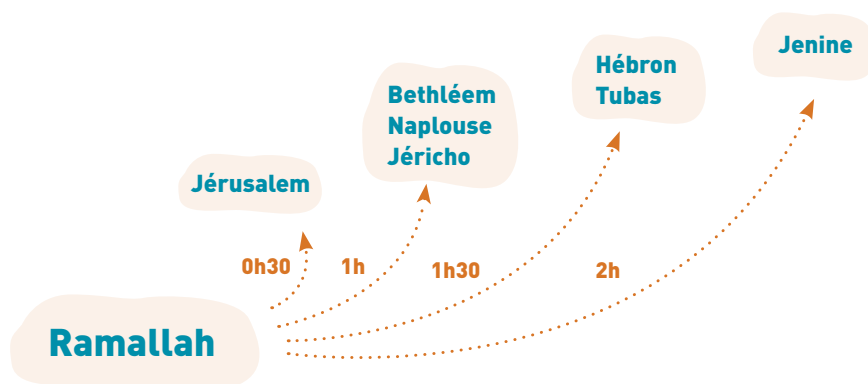 Jenine
Hébron
Tubas
Bethléem
Naplouse
Jéricho
Jérusalem
0h30
1h
1h30
2h
Ramallah